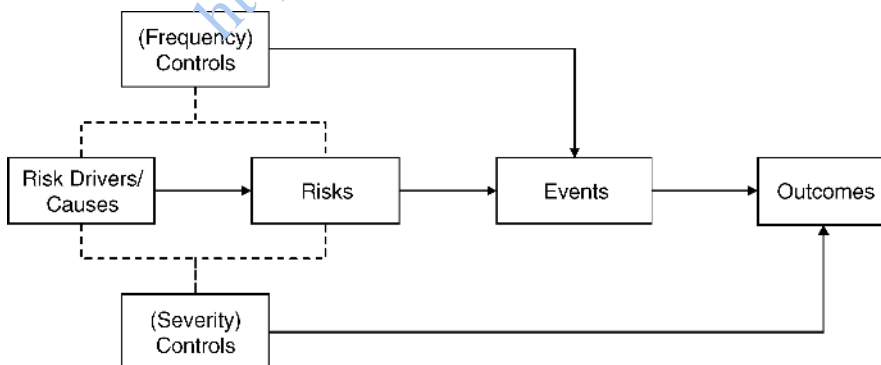 (Frequency)
Controls
Risk Drivers/
Causes
Risks
Events
Outcomes
(Severity)
Controls